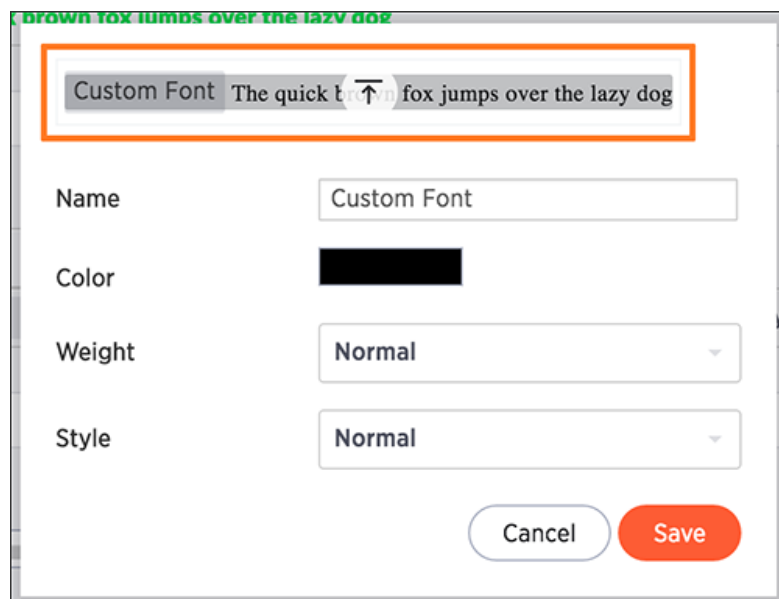 brown fox jumps over the lazy dog
Custom Font The quick brown fox jumps over the lazy dog
Name Custom Font
Color
Weight Normal
Style Normal
Cancel Save